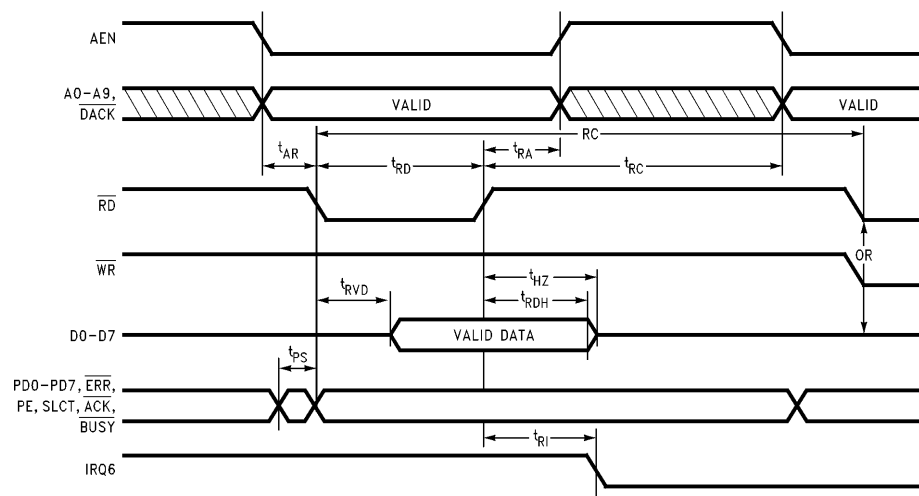 AEN
A0–A9,
DACK
VALID
VALID
RC
tAR
tRD
tRA
tRC
RD
WR
OR
tHZ
tRVD
tRDH
D0–D7
VALID DATA
tPS
PD0–PD7, ERR,
PE, SLCT, ACK,
BUSY
tRI
IRQ6